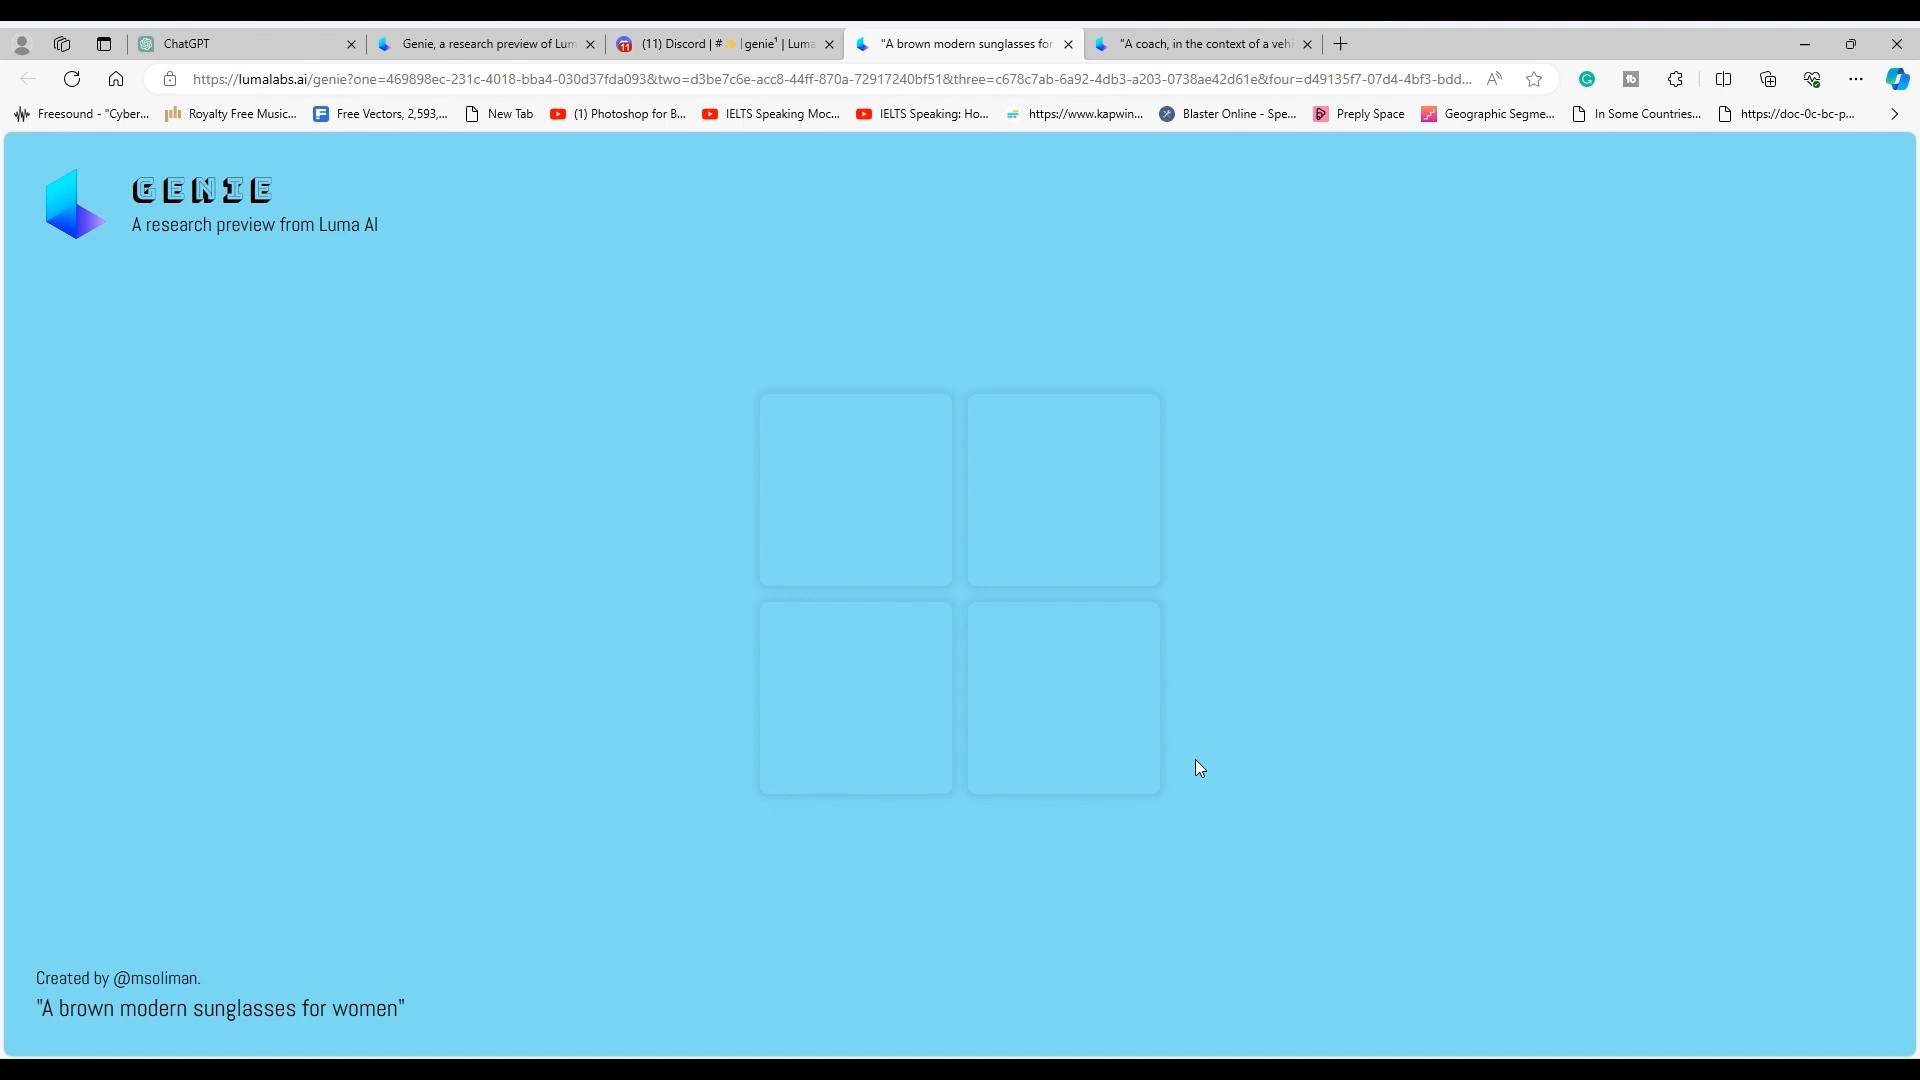 ChatGPT
Genie, a research preview of Lum
(11) Discord | # | genie¹ | Luma
"A brown modern sunglasses for
"A coach, in the context of a vehi
https://lumalabs.ai/genie?one=469898ec-231c-4018-bba4-030d37fda093&two=d3be7c6e-acc8-44ff-870a-72917240bf51&three=c678c7ab-6a92-4db3-a203-0738ae42d61e&four=d49135f7-07d4-4bf3-bdd...
Freesound - "Cyber...
Royalty Free Music...
Free Vectors, 2,593,...
New Tab
(1) Photoshop for B...
IELTS Speaking Moc...
IELTS Speaking: Ho...
https://www.kapwin...
Blaster Online - Spe...
Preply Space
Geographic Segme...
In Some Countries...
https://doc-0c-bc-p...
GENIE
A research preview from Luma AI
Created by @msoliman.
"A brown modern sunglasses for women"